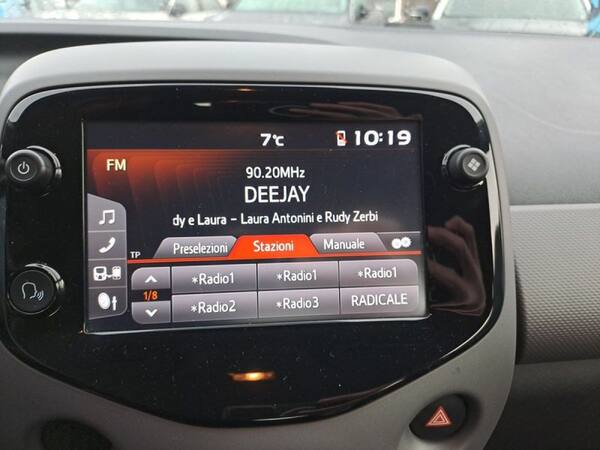 7°C 10:19
FM
90.20MHz
DEEJAY
dy e Laura – Laura Antonini e Rudy Zerbi
TP Preselezioni Stazioni Manuale
*Radio1 *Radio1 *Radio1
1/8
*Radio2 *Radio3 RADICALE